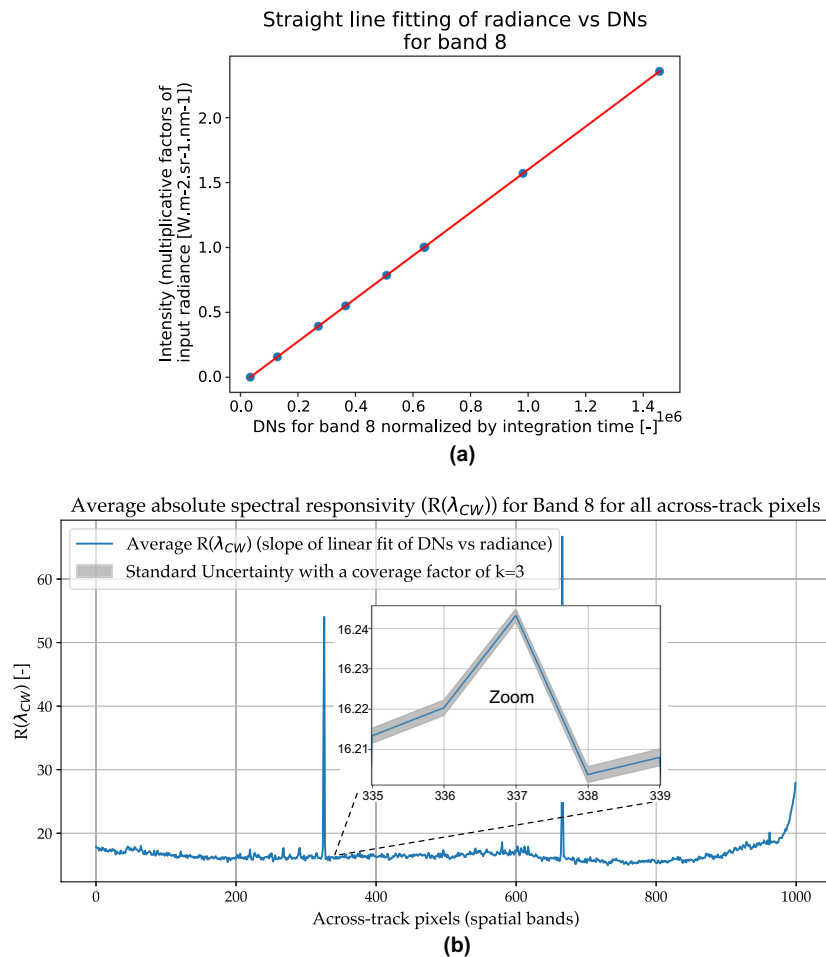 Straight line fitting of radiance vs DNs
for band 8
Intensity (multiplicative factors of
input radiance [W.m-2.sr-1.nm-1])
2.0
1.5
1.0
0.5
0.0
0.0 0.2 0.4 0.6 0.8 1.0 1.2 1.4
1e6
DNs for band 8 normalized by integration time [-]
(a)
Average absolute spectral responsivity (R(λCW)) for Band 8 for all across-track pixels
Average R(λCW) (slope of linear fit of DNs vs radiance)
Standard Uncertainty with a coverage factor of k=3
R(λCW) [-]
60
50
40
30
20
16.24
16.23
16.22
16.21
Zoom
335 336 337 338 339
0 200 400 600 800 1000
Across-track pixels (spatial bands)
(b)